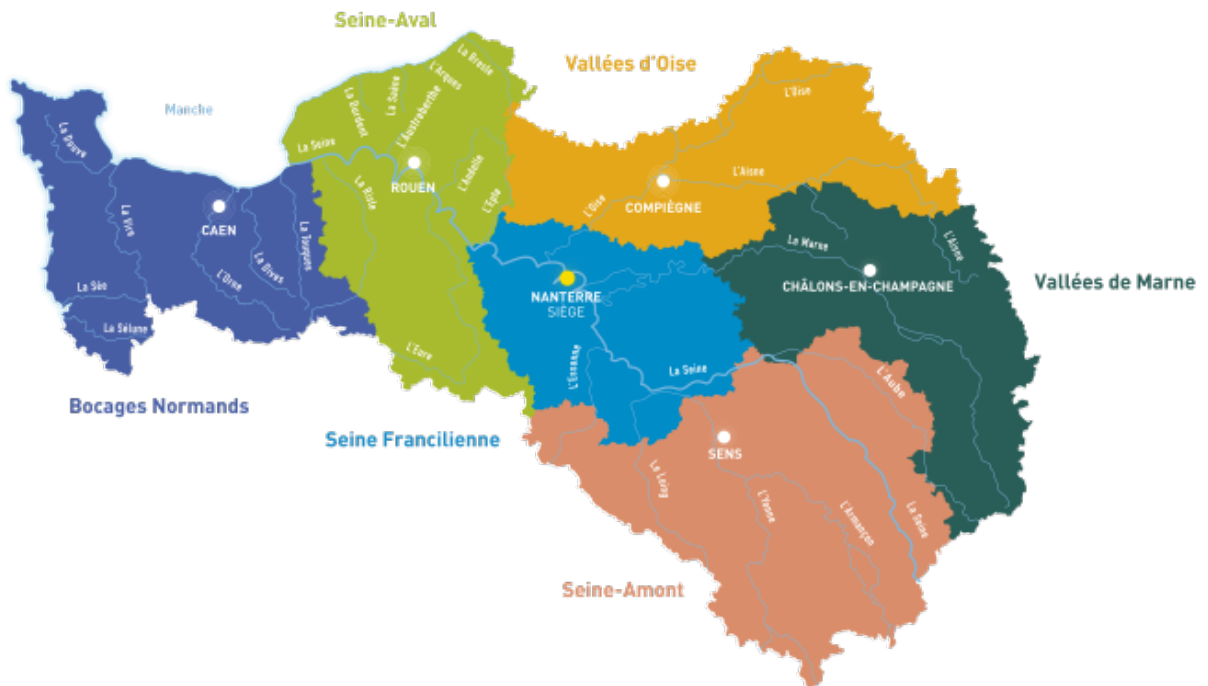 Seine-Aval
Vallées d'Oise
La Bresle
L'Arques
La Saâne
La Durdent
L'Austreberthe
L'Oise
Manche
La Seine
La Douve
ROUEN
L'Andelle
L'Epte
La Risle
L'Aisne
COMPIÈGNE
L'Oise
La Vire
CAEN
La Touques
La Dives
L'Orne
La Marne
L'Aisne
CHÂLONS-EN-CHAMPAGNE
Vallées de Marne
La Sée
La Sélune
NANTERRE
SIÈGE
L'Eure
L'Essonne
La Seine
L'Aube
Bocages Normands
Seine Francilienne
SENS
Le Loing
L'Yonne
L'Armançon
La Seine
Seine-Amont